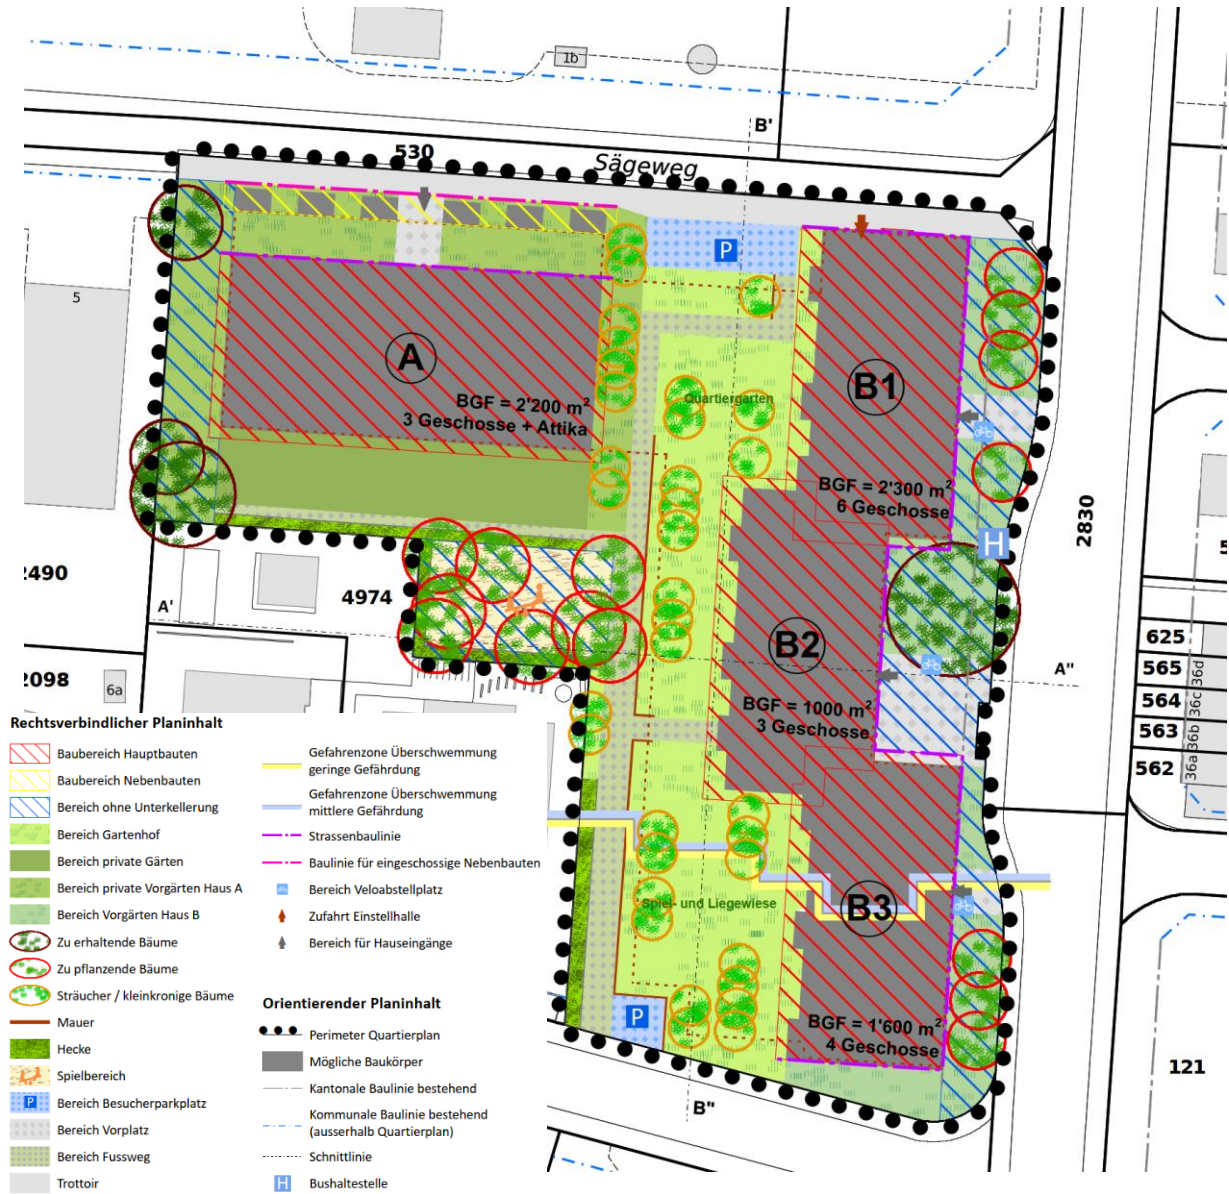 1b
B'
530
Sägeweg
P
5
A
BGF = 2'200 m²
3 Geschosse + Attika
Quartiergarten
B1
BGF = 2'300 m²
6 Geschosse
H
2830
:490
4974
A'
B2
A"
625
565
564
563
562
36d
36c
36b
36a
:098
6a
BGF = 1000 m²
3 Geschosse
Spiel- und Liegewiese
B3
P
BGF = 1'600 m²
4 Geschosse
121
B"
Rechtsverbindlicher Planinhalt
Baubereich Hauptbauten
Baubereich Nebenbauten
Bereich ohne Unterkellerung
Bereich Gartenhof
Bereich private Gärten
Bereich private Vorgärten Haus A
Bereich Vorgärten Haus B
Zu erhaltende Bäume
Zu pflanzende Bäume
Sträucher / kleinkronige Bäume
Mauer
Hecke
Spielbereich
P Bereich Besucherparkplatz
Bereich Vorplatz
Bereich Fussweg
Trottoir
Gefahrenzone Überschwemmung
geringe Gefährdung
Gefahrenzone Überschwemmung
mittlere Gefährdung
Strassenbaulinie
Baulinie für eingeschossige Nebenbauten
Bereich Veloabstellplatz
Zufahrt Einstellhalle
Bereich für Hauseingänge
Orientierender Planinhalt
Perimeter Quartierplan
Mögliche Baukörper
Kantonale Baulinie bestehend
Kommunale Baulinie bestehend
(ausserhalb Quartierplan)
Schnittlinie
H Bushaltestelle